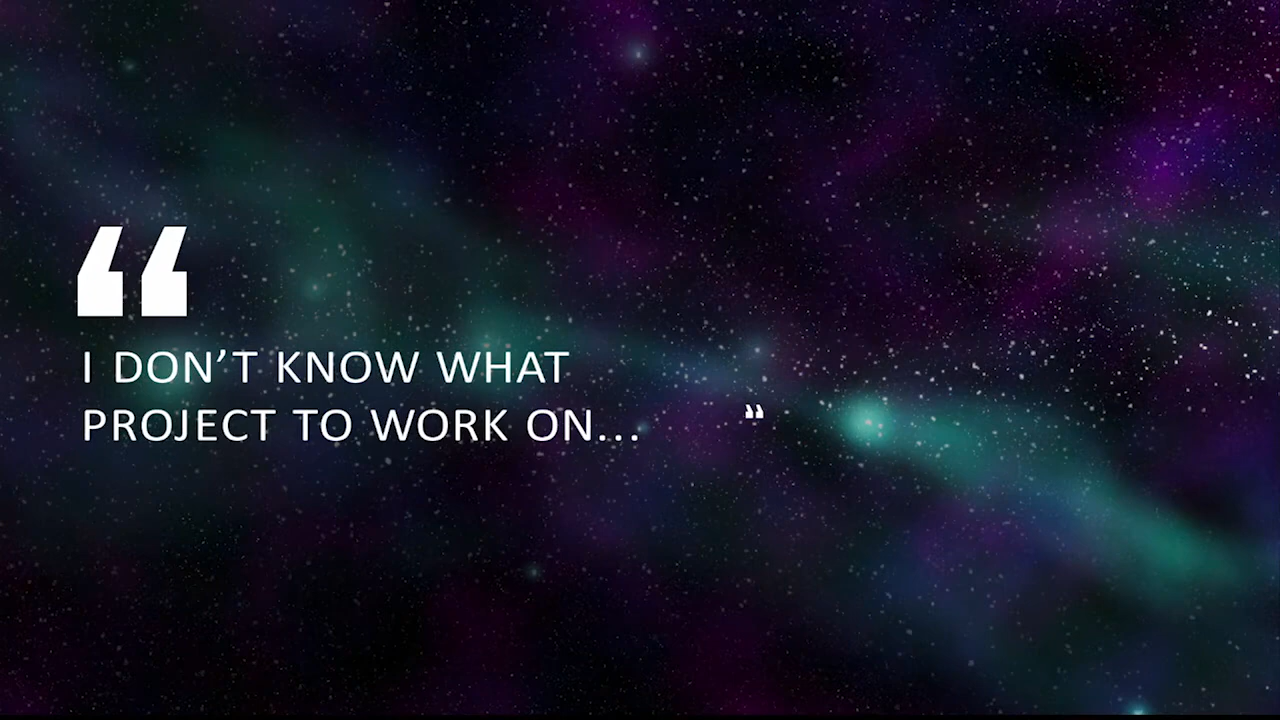 “
I DON’T KNOW WHAT
PROJECT TO WORK ON... ”